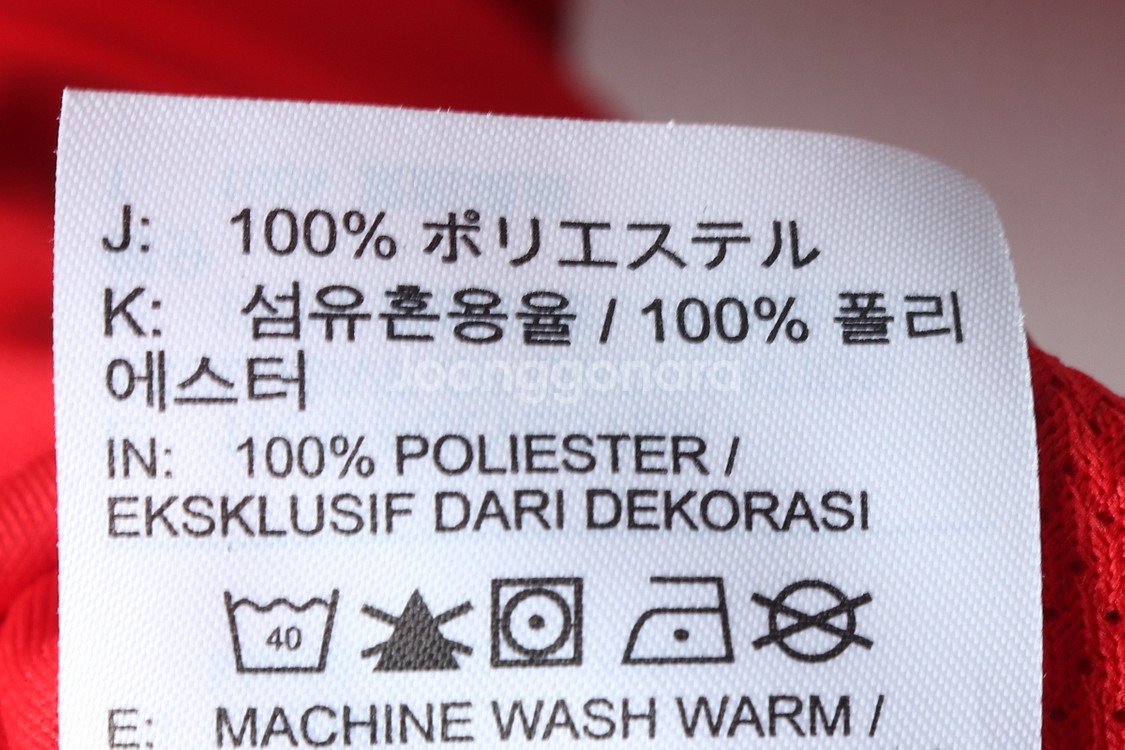 J: 100% ポリエステル
K: 섬유혼용율 / 100% 폴리
에스터
Joonggonara
IN: 100% POLIESTER /
EKSKLUSIF DARI DEKORASI
40
E: MACHINE WASH WARM /